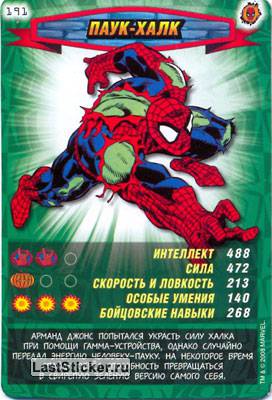 191
ПАУК-ХАЛК
ИНТЕЛЛЕКТ 488
СИЛА 472
СКОРОСТЬ И ЛОВКОСТЬ 213
ОСОБЫЕ УМЕНИЯ 140
БОЙЦОВСКИЕ НАВЫКИ 268
АРМАНД ДЖОНС ПОПЫТАЛСЯ УКРАСТЬ СИЛУ ХАЛКА
ПРИ ПОМОЩИ ГАММА-УСТРОЙСТВА, ОДНАКО СЛУЧАЙНО
ПЕРЕДАЛ ЭНЕРГИЮ ЧЕЛОВЕКУ-ПАУКУ. НА НЕКОТОРОЕ ВРЕМЯ
ПРЕВРАЩАТЬСЯ
ЗЕЛЕНУЮ ВЕРСИЮ САМОГО СЕБЯ.
LastSticker.ru
TM & © 2008 MARVEL